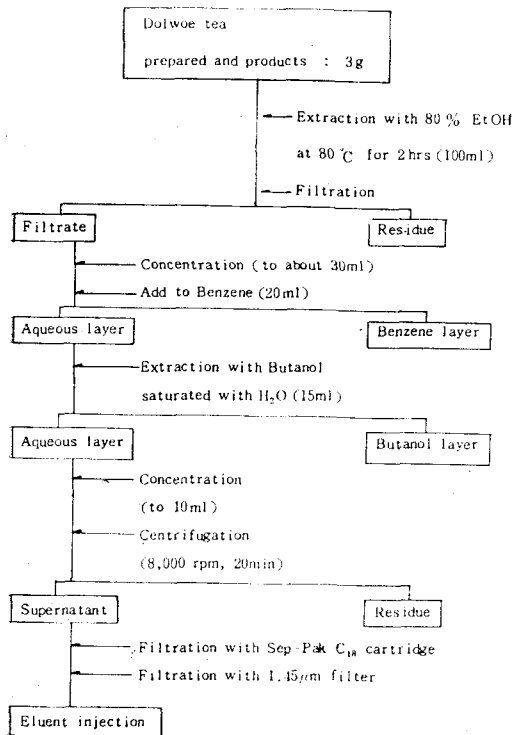 Dolwoe tea
prepared and products : 3g
Extraction with 80% EtOH
at 80℃ for 2hrs (100ml)
Filtration
Filtrate
Residue
Concentration (to about 30ml)
Add to Benzene (20ml)
Aqueous layer
Benzene layer
Extraction with Butanol
saturated with H₂O (15ml)
Aqueous layer
Butanol layer
Concentration
(to 10ml)
Centrifugation
(8,000 rpm, 20min)
Supernatant
Residue
Filtration with Sep-Pak C₁₈ cartridge
Filtration with 1.45μm filter
Eluent injection